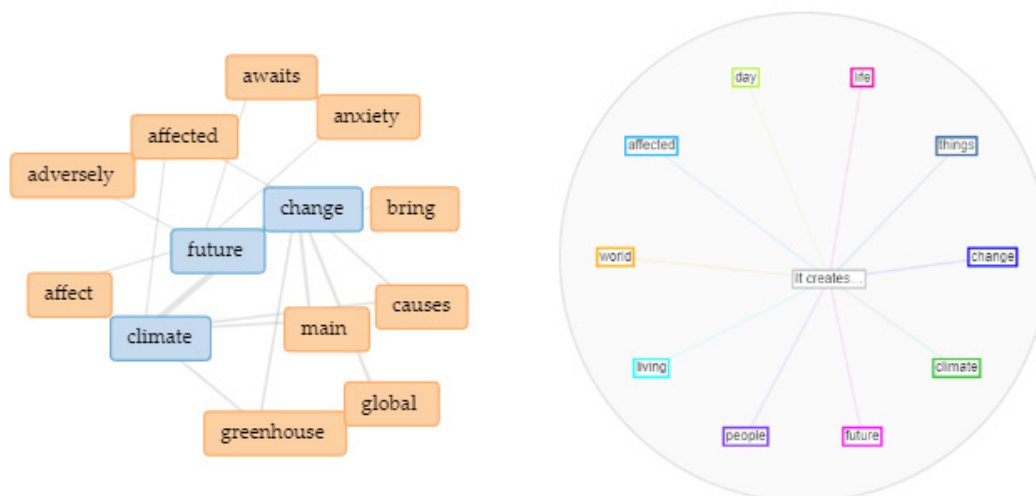 awaits
anxiety
affected
adversely
change
bring
future
affect
causes
main
climate
global
greenhouse
day
life
affected
things
world
It creates...
change
living
climate
people
future